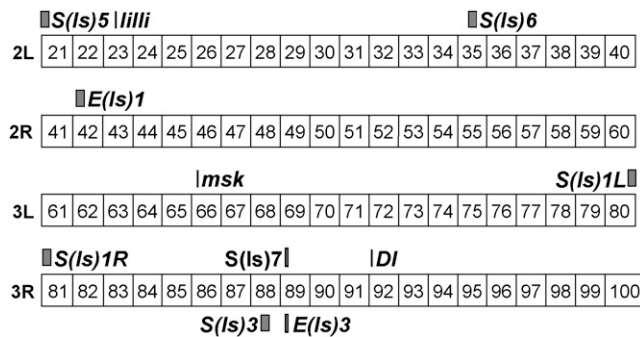 S(ls)5 lilli S(ls)6
2L 21 22 23 24 25 26 27 28 29 30 31 32 33 34 35 36 37 38 39 40
E(ls)1
2R 41 42 43 44 45 46 47 48 49 50 51 52 53 54 55 56 57 58 59 60
msk S(ls)1L
3L 61 62 63 64 65 66 67 68 69 70 71 72 73 74 75 76 77 78 79 80
S(ls)1R S(ls)7 Dl
3R 81 82 83 84 85 86 87 88 89 90 91 92 93 94 95 96 97 98 99 100
S(ls)3 E(ls)3